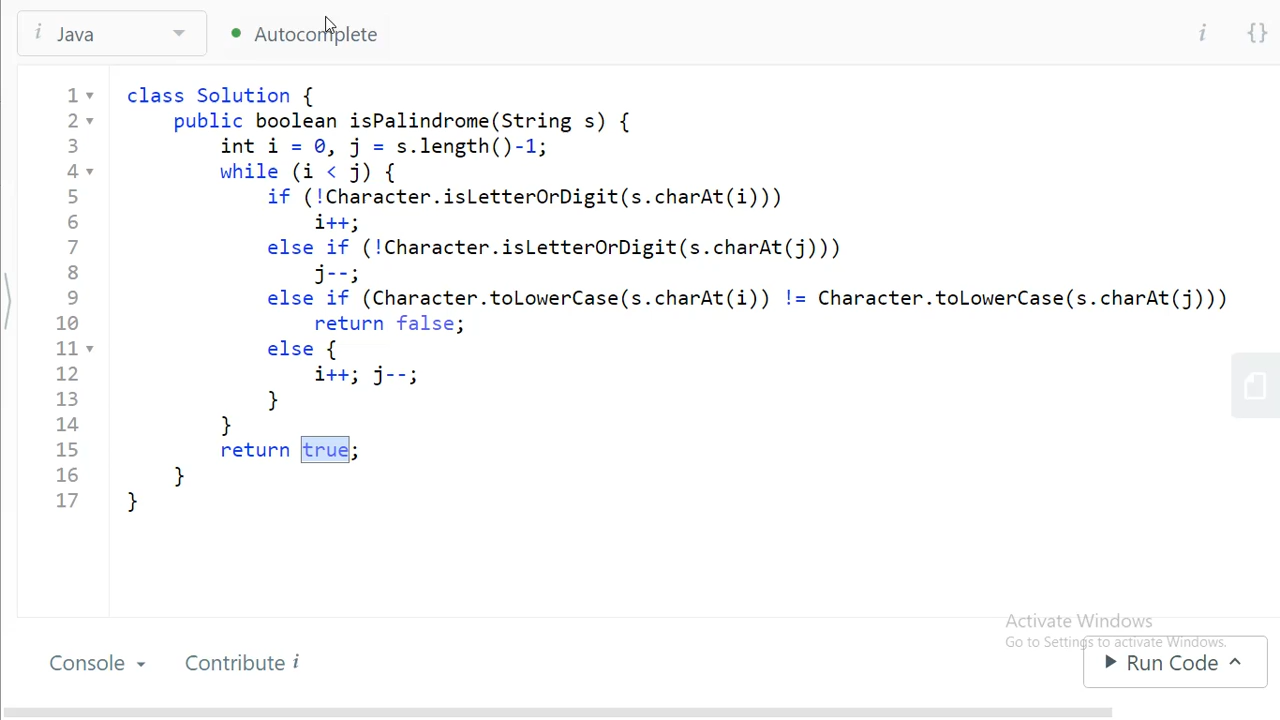 i Java Autocomplete i {}
1 class Solution {
2 public boolean isPalindrome(String s) {
3 int i = 0, j = s.length()-1;
4 while (i < j) {
5 if (!Character.isLetterOrDigit(s.charAt(i)))
6 i++;
7 else if (!Character.isLetterOrDigit(s.charAt(j)))
8 j--;
9 else if (Character.toLowerCase(s.charAt(i)) != Character.toLowerCase(s.charAt(j)))
10 return false;
11 else {
12 i++; j--;
13 }
14 }
15 return true;
16 }
17 }
Activate Windows
Go to Settings to activate Windows.
Console Contribute i Run Code